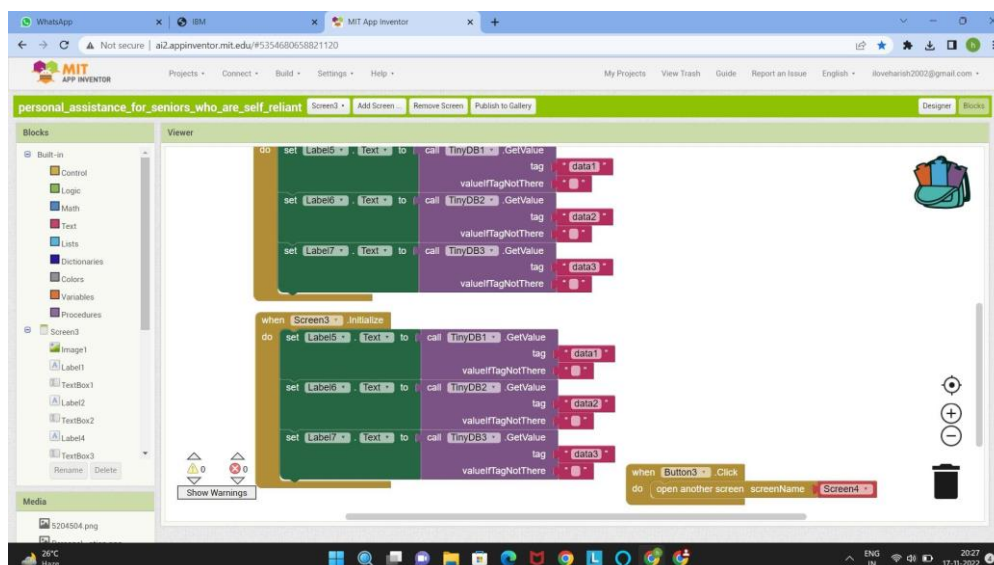 WhatsApp
IBM
MIT App Inventor
Not secure | ai2.appinventor.mit.edu/#5354680658821120
MIT
APP INVENTOR
Projects Connect Build Settings Help My Projects View Trash Guide Report an Issue English iloveharish2002@gmail.com
personal_assistance_for_seniors_who_are_self_reliant Screen3 Add Screen ... Remove Screen Publish to Gallery Designer Blocks
Blocks
Viewer
Built-in
Control
Logic
Math
Text
Lists
Dictionaries
Colors
Variables
Procedures
Screen3
Image1
Label1
TextBox1
Label2
TextBox2
Label4
TextBox3
Rename Delete
Media
5204504.png
do set Label5 . Text to call TinyDB1 .GetValue
tag " data1 "
valueIfTagNotThere " "
set Label6 . Text to call TinyDB2 .GetValue
tag " data2 "
valueIfTagNotThere " "
set Label7 . Text to call TinyDB3 .GetValue
tag " data3 "
valueIfTagNotThere " "
when Screen3 .Initialize
do set Label5 . Text to call TinyDB1 .GetValue
tag " data1 "
valueIfTagNotThere " "
set Label6 . Text to call TinyDB2 .GetValue
tag " data2 "
valueIfTagNotThere " "
set Label7 . Text to call TinyDB3 .GetValue
tag " data3 "
valueIfTagNotThere " "
when Button3 .Click
do open another screen screenName Screen4
0 0
Show Warnings
26°C
Haze
ENG
IN
20:27
17-11-2022